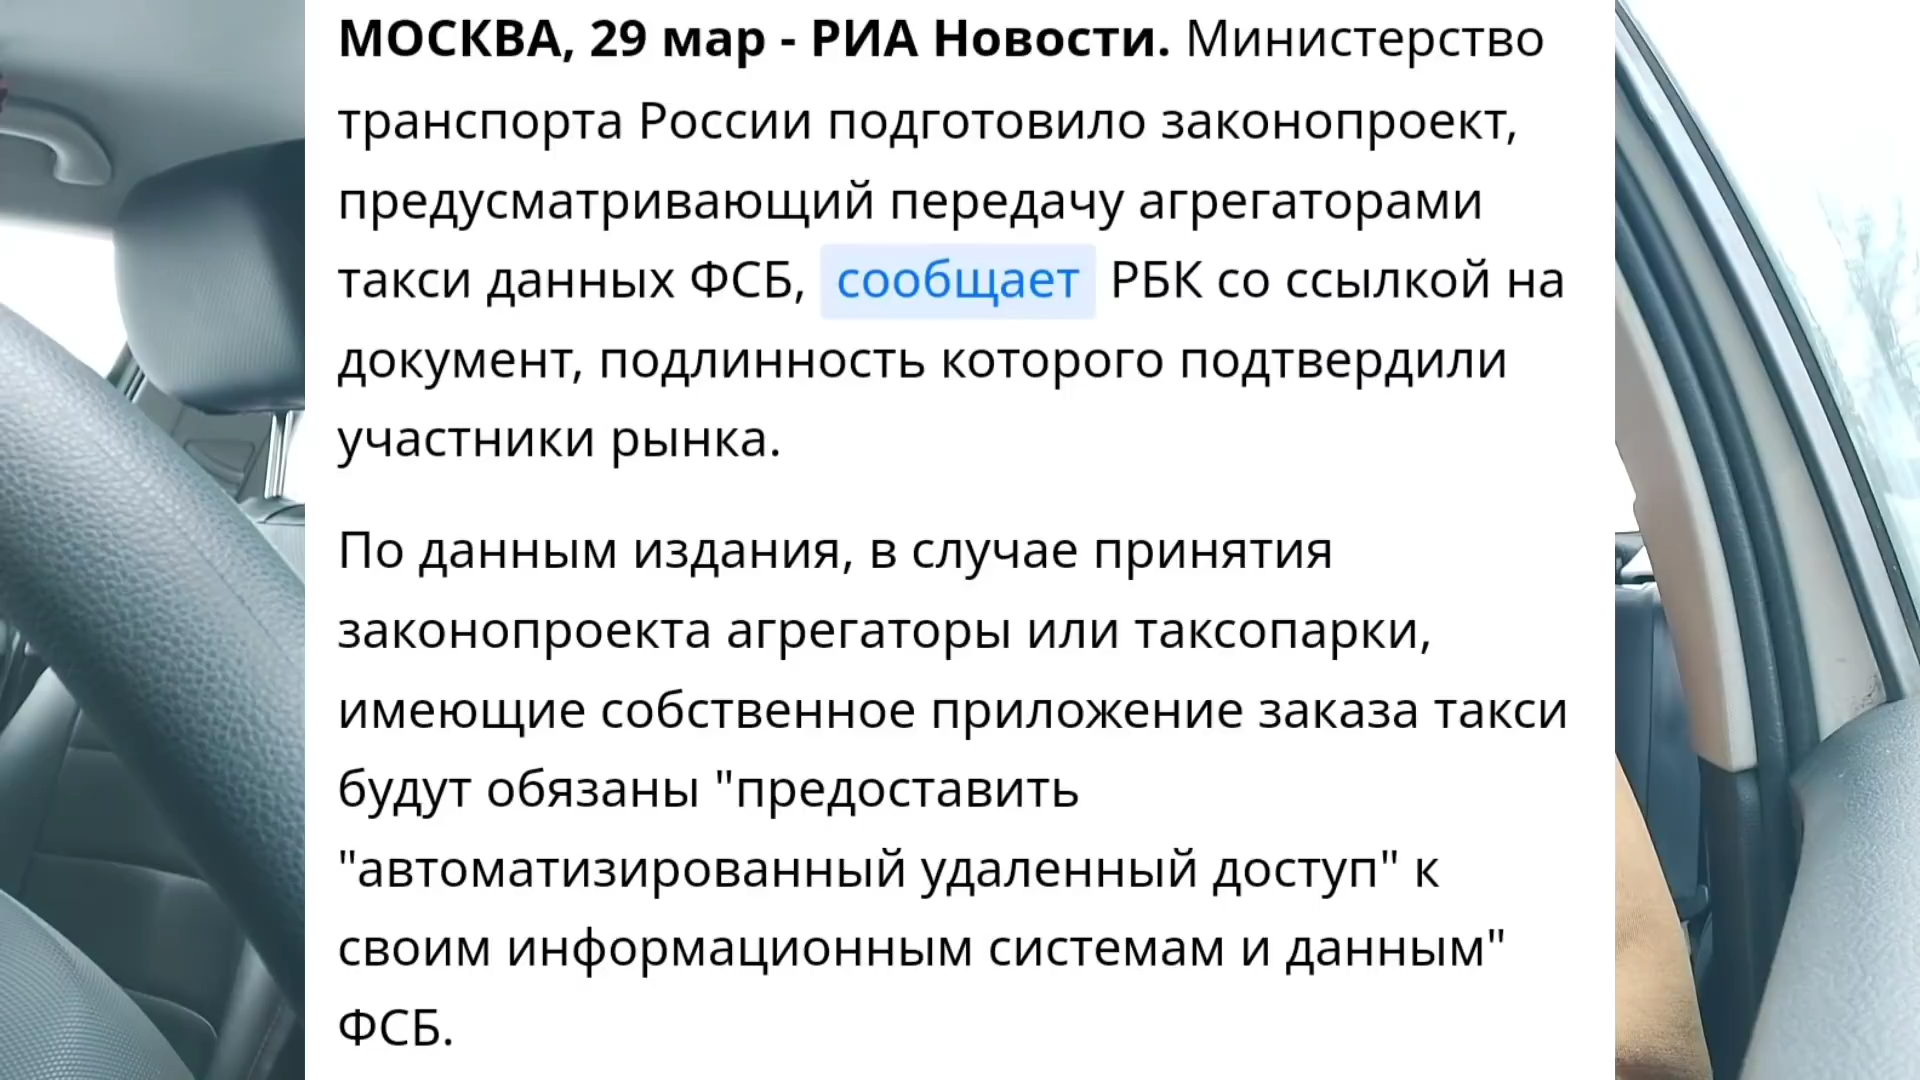 МОСКВА, 29 мар - РИА Новости. Министерство
транспорта России подготовило законопроект,
предусматривающий передачу агрегаторами
такси данных ФСБ, сообщает РБК со ссылкой на
документ, подлинность которого подтвердили
участники рынка.
По данным издания, в случае принятия
законопроекта агрегаторы или таксопарки,
имеющие собственное приложение заказа такси
будут обязаны "предоставить
"автоматизированный удаленный доступ" к
своим информационным системам и данным"
ФСБ.